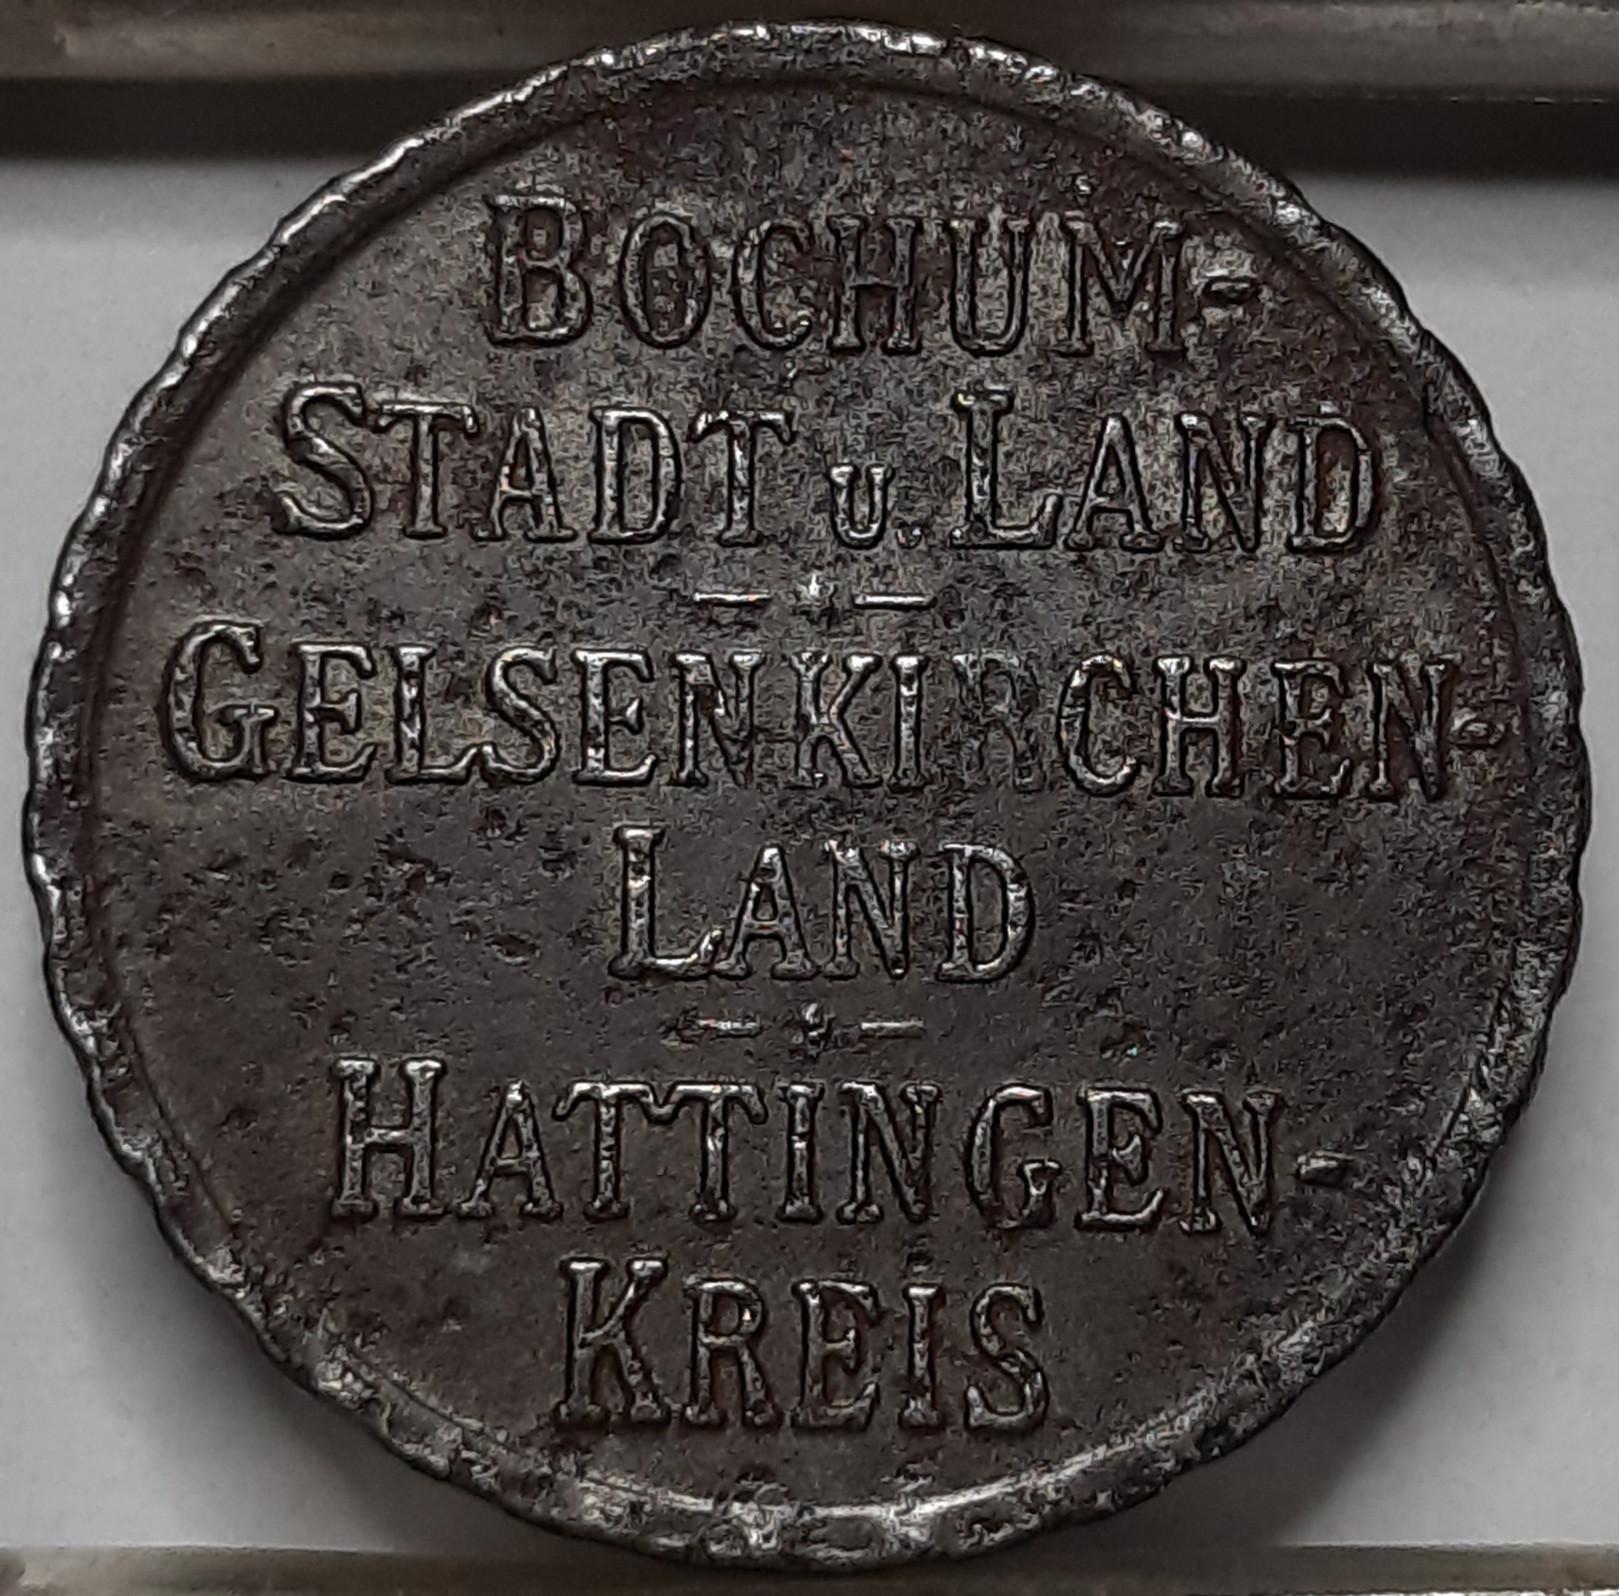 BOCHUM-
STADT u. LAND
GELSENKIRCHEN-
LAND
HATTINGEN-
KREIS